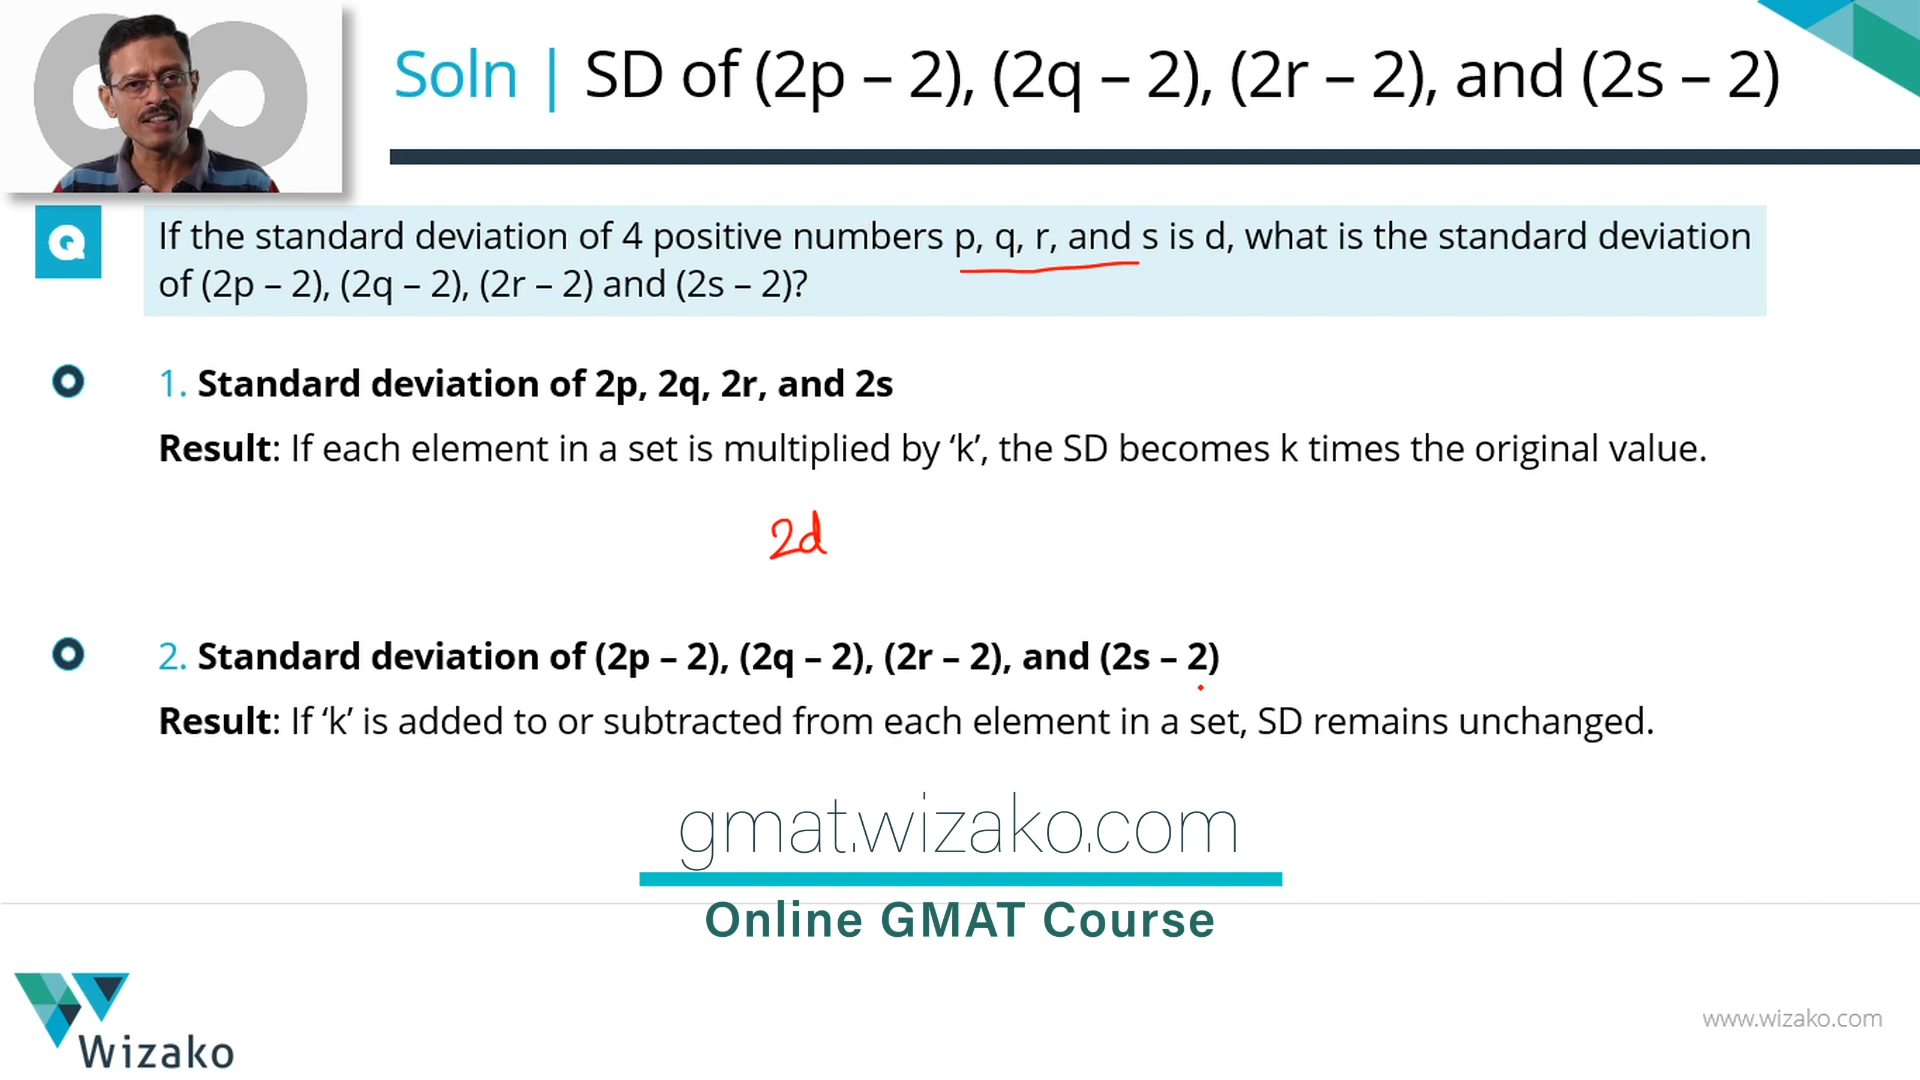 Soln | SD of (2p – 2), (2q – 2), (2r – 2), and (2s – 2)
Q
If the standard deviation of 4 positive numbers p, q, r, and s is d, what is the standard deviation
of (2p – 2), (2q – 2), (2r – 2) and (2s – 2)?
1. Standard deviation of 2p, 2q, 2r, and 2s
Result: If each element in a set is multiplied by ‘k’, the SD becomes k times the original value.
2d
2. Standard deviation of (2p – 2), (2q – 2), (2r – 2), and (2s – 2)
Result: If ‘k’ is added to or subtracted from each element in a set, SD remains unchanged.
gmat.wizako.com
Online GMAT Course
Wizako
www.wizako.com